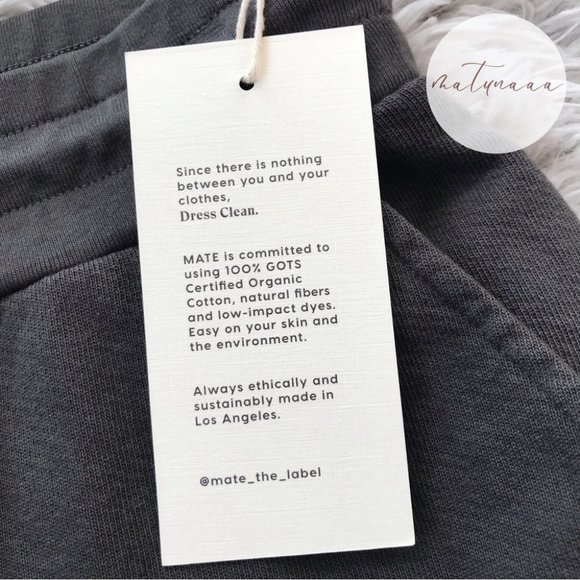 matynaaa
Since there is nothing
between you and your
clothes,
Dress Clean.
MATE is committed to
using 100% GOTS
Certified Organic
Cotton, natural fibers
and low-impact dyes.
Easy on your skin and
the environment.
Always ethically and
sustainably made in
Los Angeles.
@mate_the_label